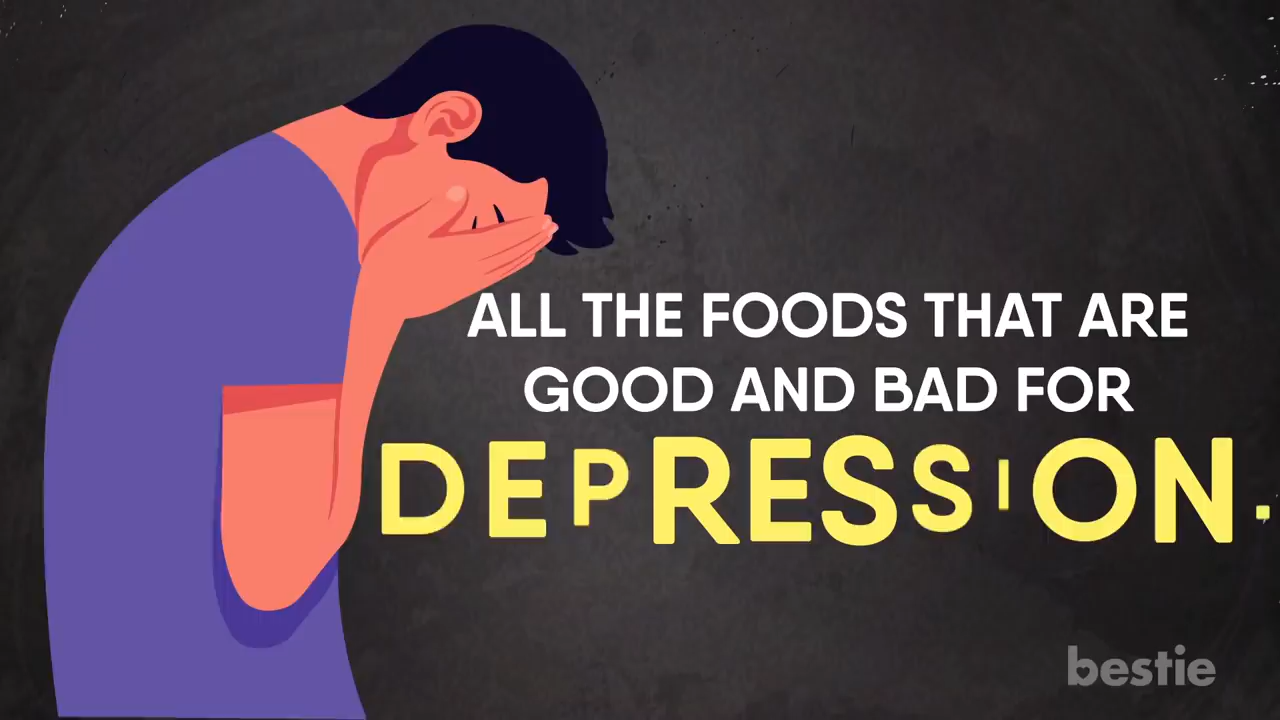 ALL THE FOODS THAT ARE
GOOD AND BAD FOR
DEPRESSION.
bestie